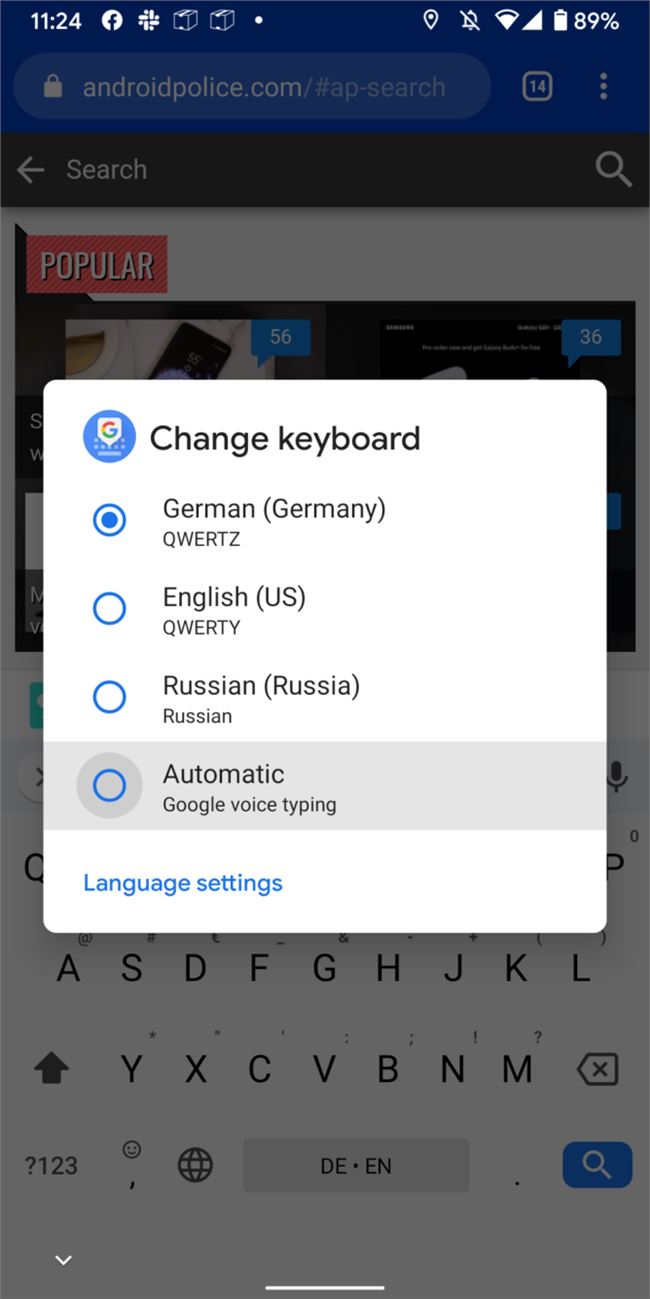 11:24
89%
androidpolice.com/#ap-search
14
Search
POPULAR
56
36
SAMSUNG
Pre-order now and get Galaxy Buds+ for free
Change keyboard
German (Germany)
QWERTZ
English (US)
QWERTY
Russian (Russia)
Russian
Automatic
Google voice typing
Language settings
0
Q P
@ # € _ & - + ( )
A S D F G H J K L
* " ' : ; ! ?
Y X C V B N M
?123 , DE • EN .